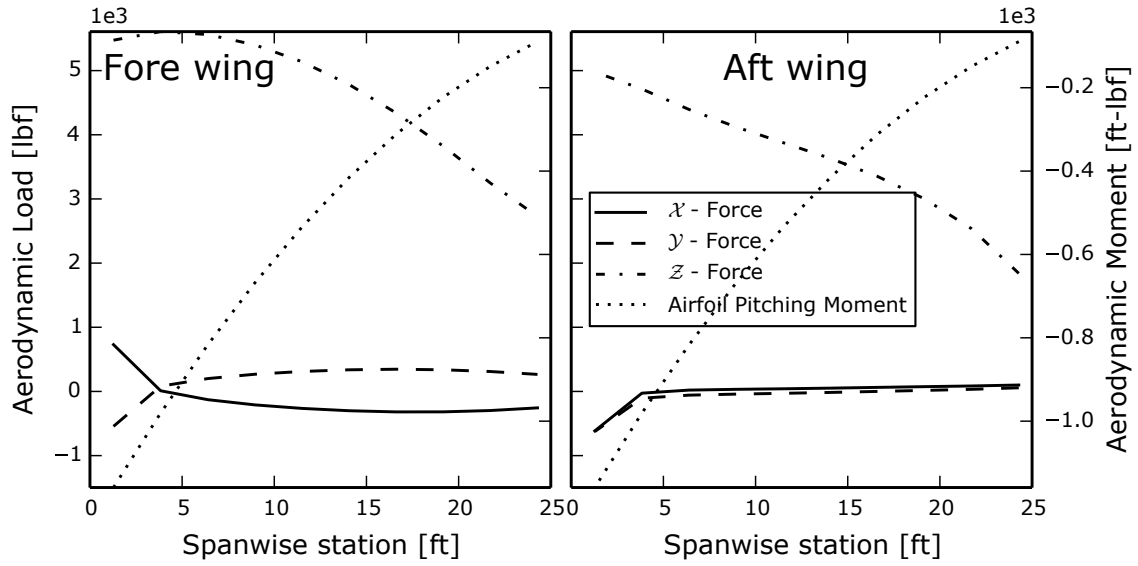 1e3
1e3
Fore wing
Aft wing
Aerodynamic Load [lbf]
5
4
3
2
1
0
−1
0
5
10
15
20
25
Spanwise station [ft]
𝒳 - Force
𝒴 - Force
𝒵 - Force
Airfoil Pitching Moment
0
5
10
15
20
25
Spanwise station [ft]
−0.2
−0.4
−0.6
−0.8
−1.0
Aerodynamic Moment [ft-lbf]